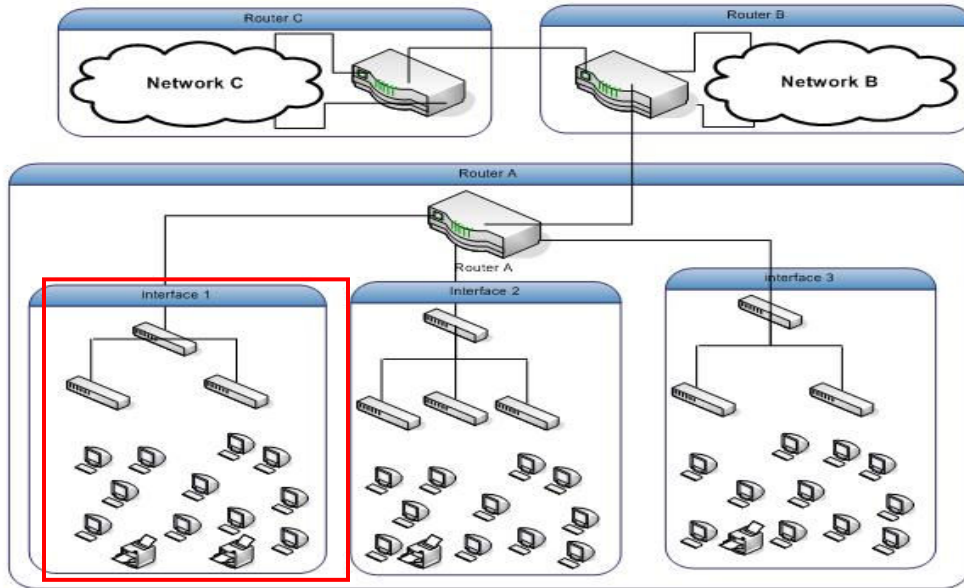 Router C
Router B
Network C
Network B
Router A
Router A
interface 1
Interface 2
interface 3